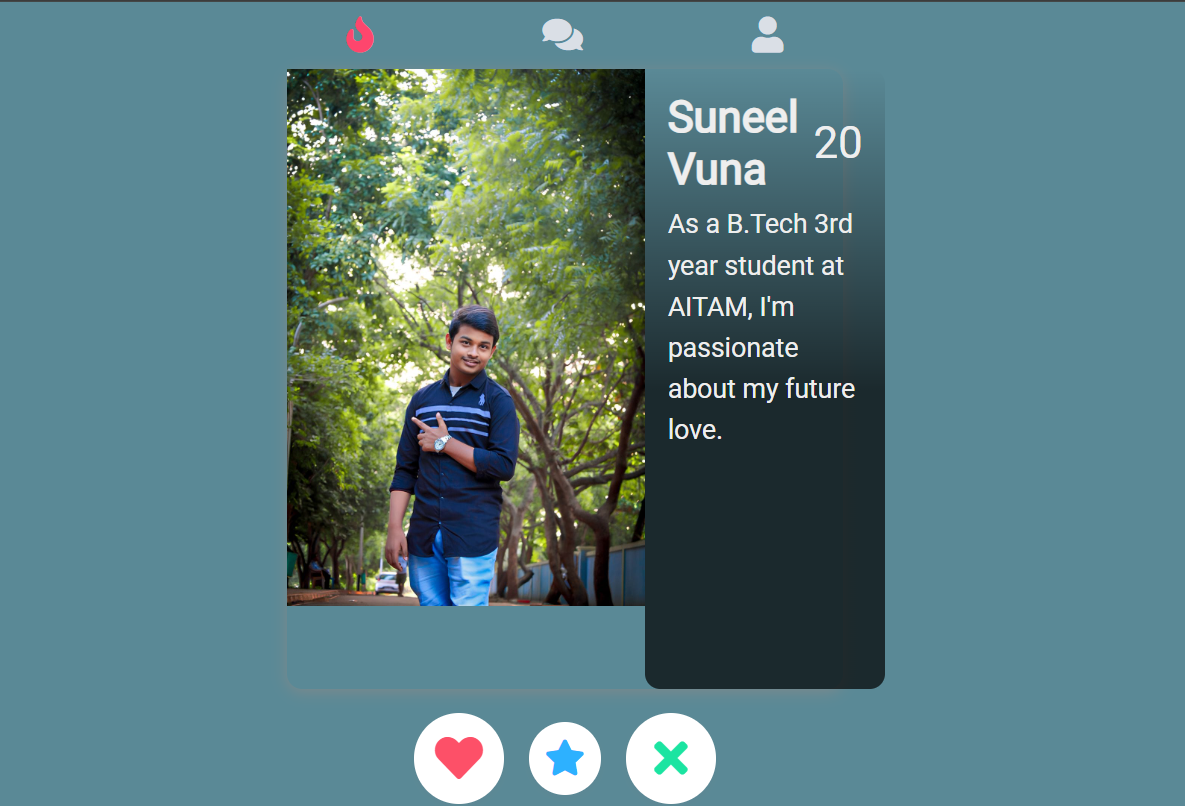 Suneel
Vuna
20
As a B.Tech 3rd
year student at
AITAM, I'm
passionate
about my future
love.